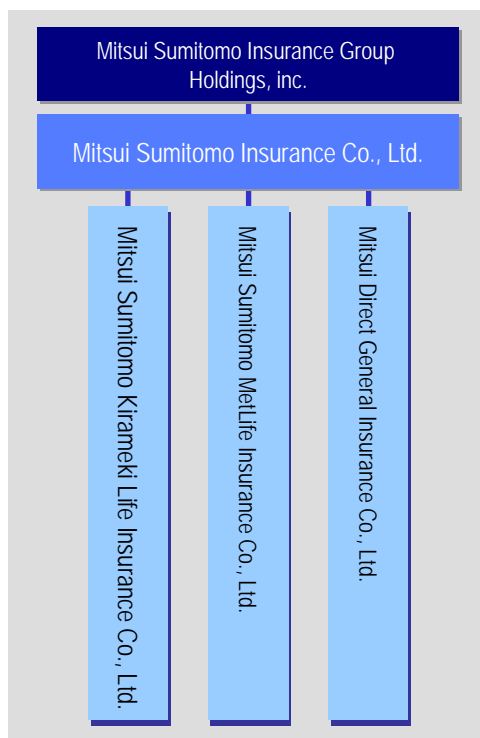 Mitsui Sumitomo Insurance Group
Holdings, inc.
Mitsui Sumitomo Insurance Co., Ltd.
Mitsui Sumitomo Kirameki Life Insurance Co., Ltd.
Mitsui Sumitomo MetLife Insurance Co., Ltd.
Mitsui Direct General Insurance Co., Ltd.